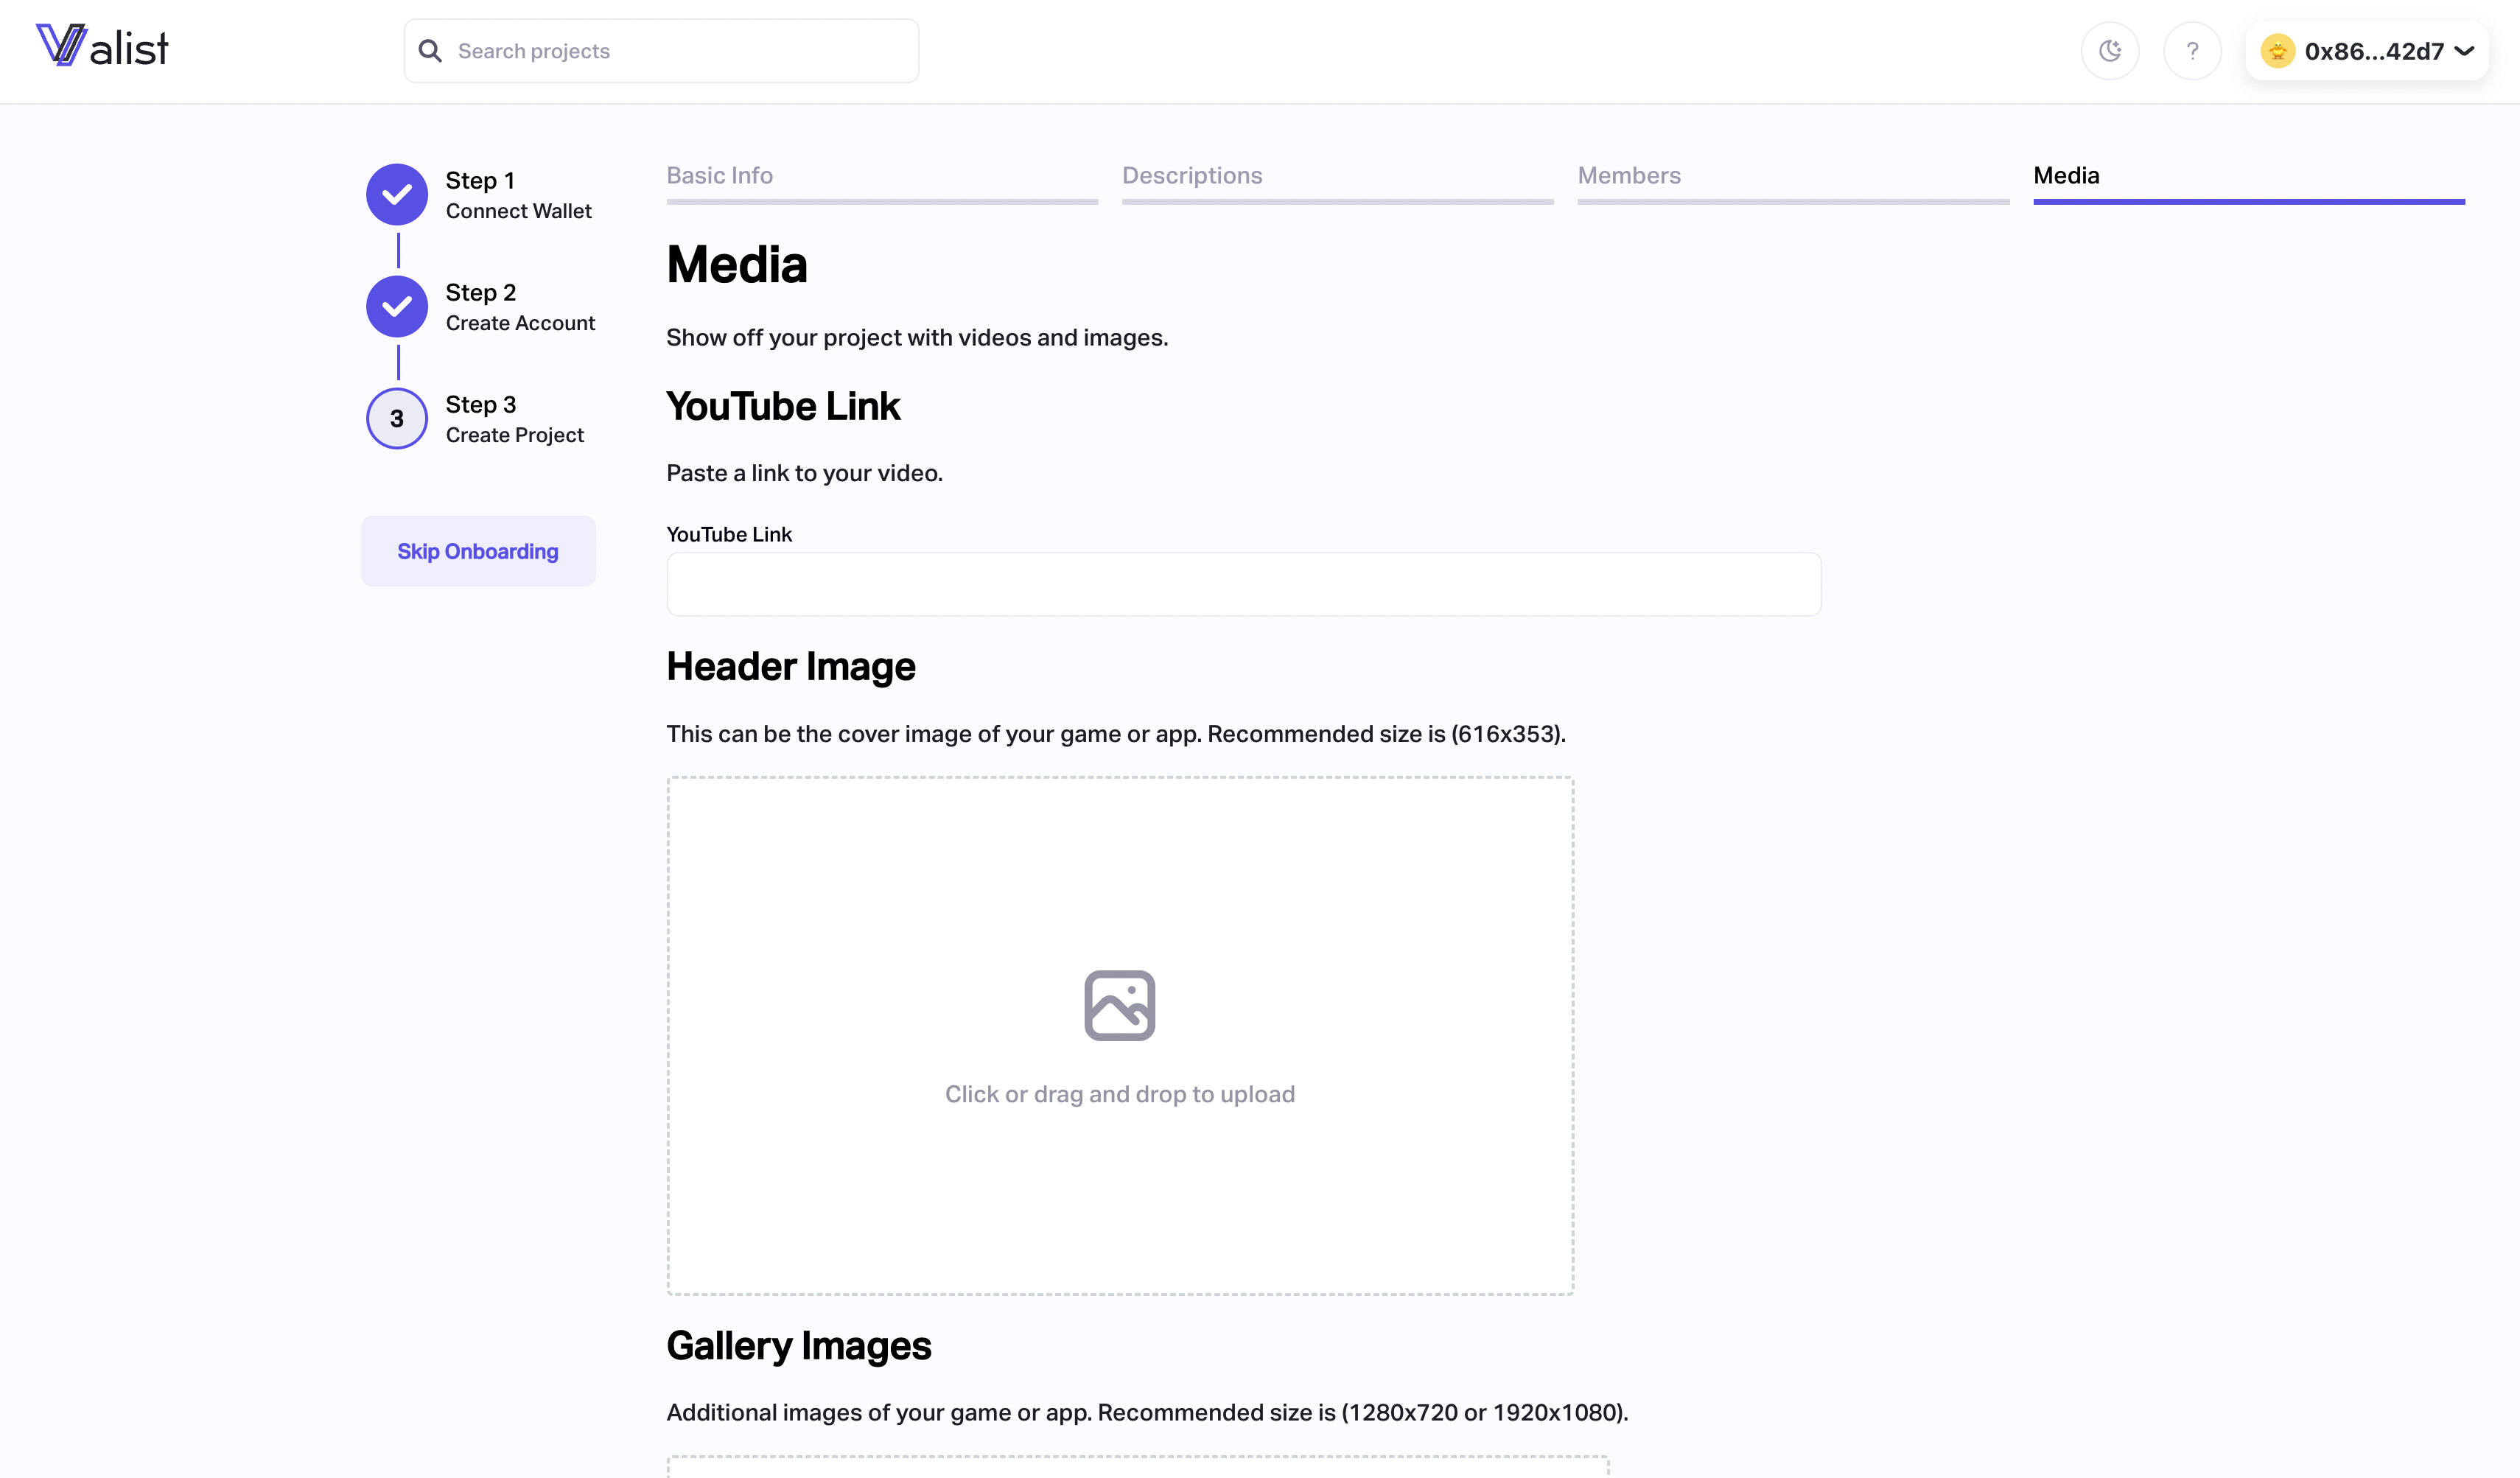 Valist
Search projects
?
0x86...42d7
Step 1
Connect Wallet
Step 2
Create Account
3
Step 3
Create Project
Skip Onboarding
Basic Info
Descriptions
Members
Media
Media
Show off your project with videos and images.
YouTube Link
Paste a link to your video.
YouTube Link
Header Image
This can be the cover image of your game or app. Recommended size is (616x353).
Click or drag and drop to upload
Gallery Images
Additional images of your game or app. Recommended size is (1280x720 or 1920x1080).